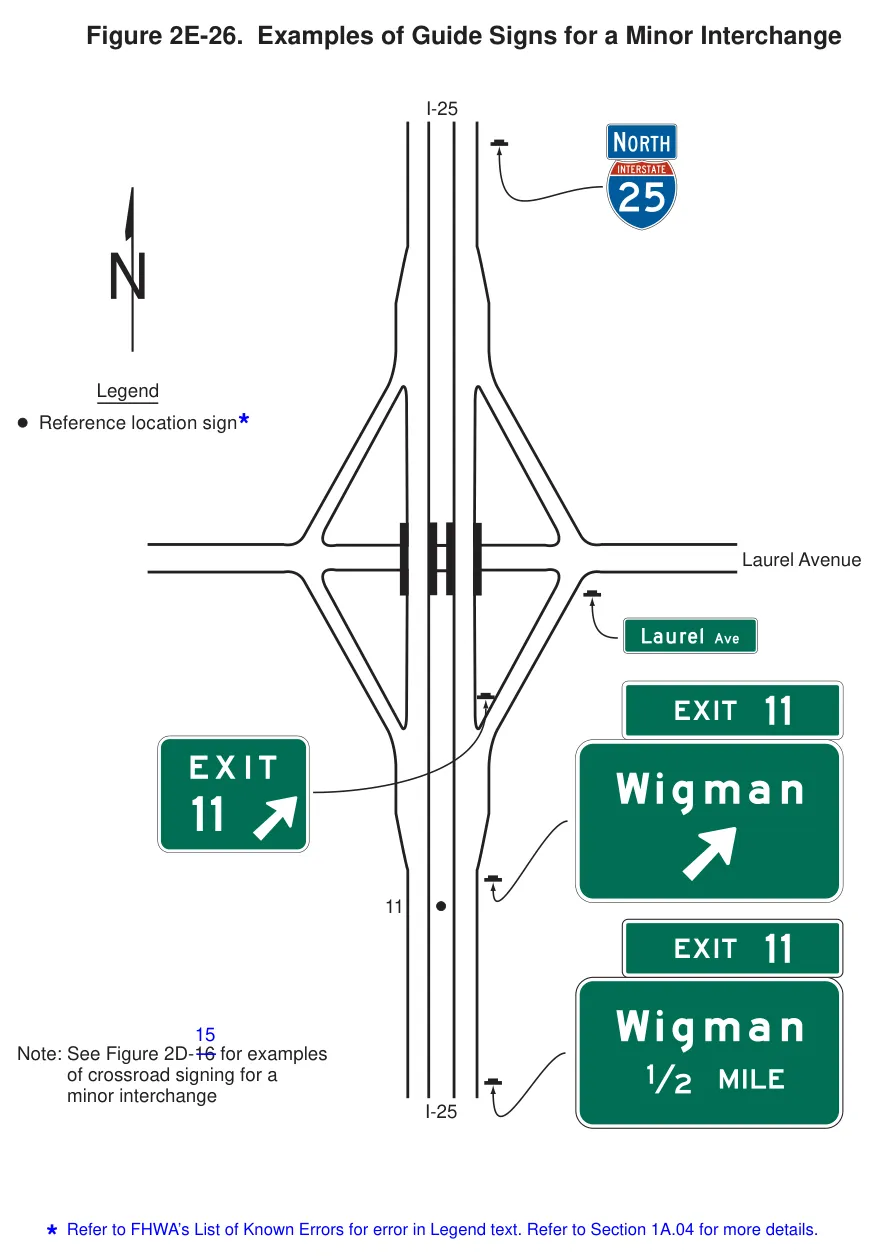 Figure 2E-26. Examples of Guide Signs for a Minor Interchange
I-25
NORTH
INTERSTATE
25
N
Legend
● Reference location sign*
Laurel Avenue
Laurel Ave
EXIT 11
Wigman
EXIT
11
11
EXIT 11
Wigman
1/2 MILE
15
Note: See Figure 2D-16 for examples
of crossroad signing for a
minor interchange
I-25
* Refer to FHWA's List of Known Errors for error in Legend text. Refer to Section 1A.04 for more details.